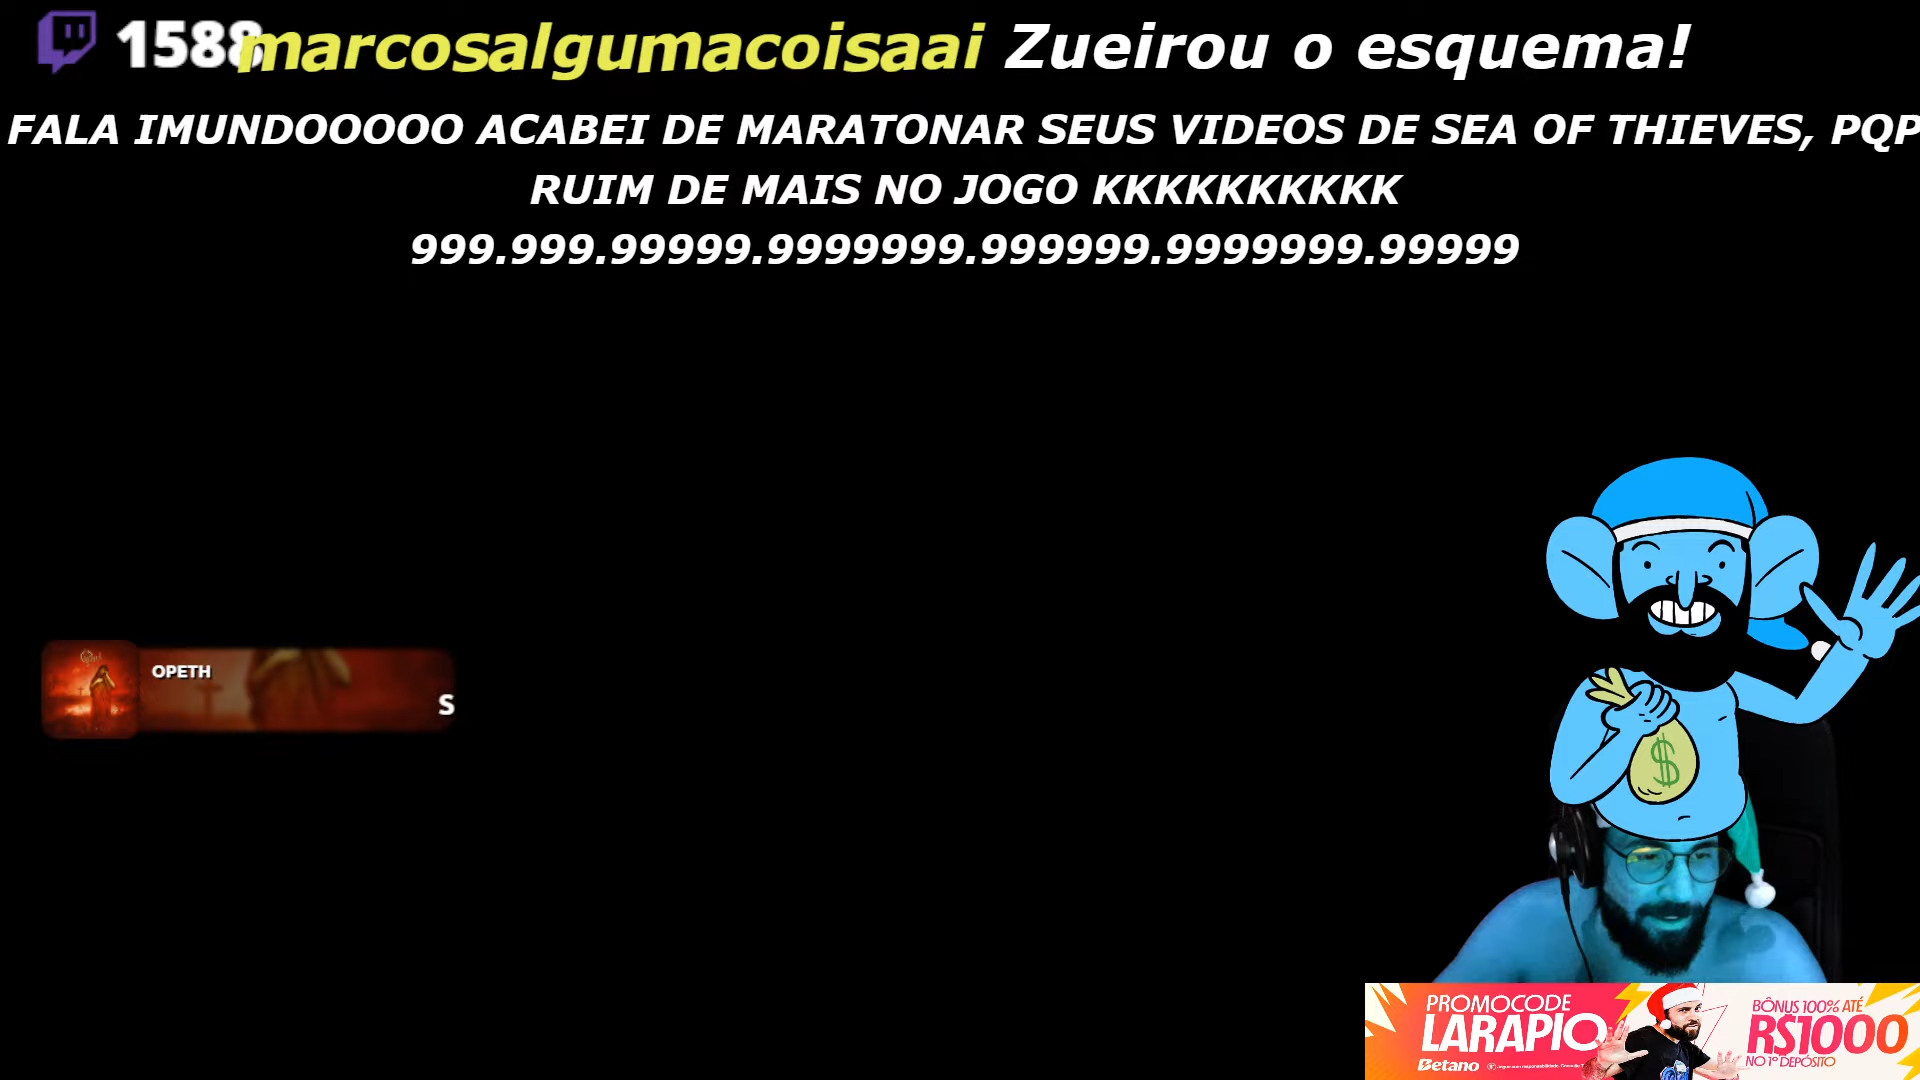 1588 marcosalgumacoisaai Zueirou o esquema!
FALA IMUNDOOOOO ACABEI DE MARATONAR SEUS VIDEOS DE SEA OF THIEVES, PQP
RUIM DE MAIS NO JOGO KKKKKKKKKK
999.999.99999.9999999.999999.9999999.99999
OPETH
S
$
PROMOCODE
LARAPIO
Betano
BÔNUS 100% ATÉ
R$1000
NO 1º DEPÓSITO